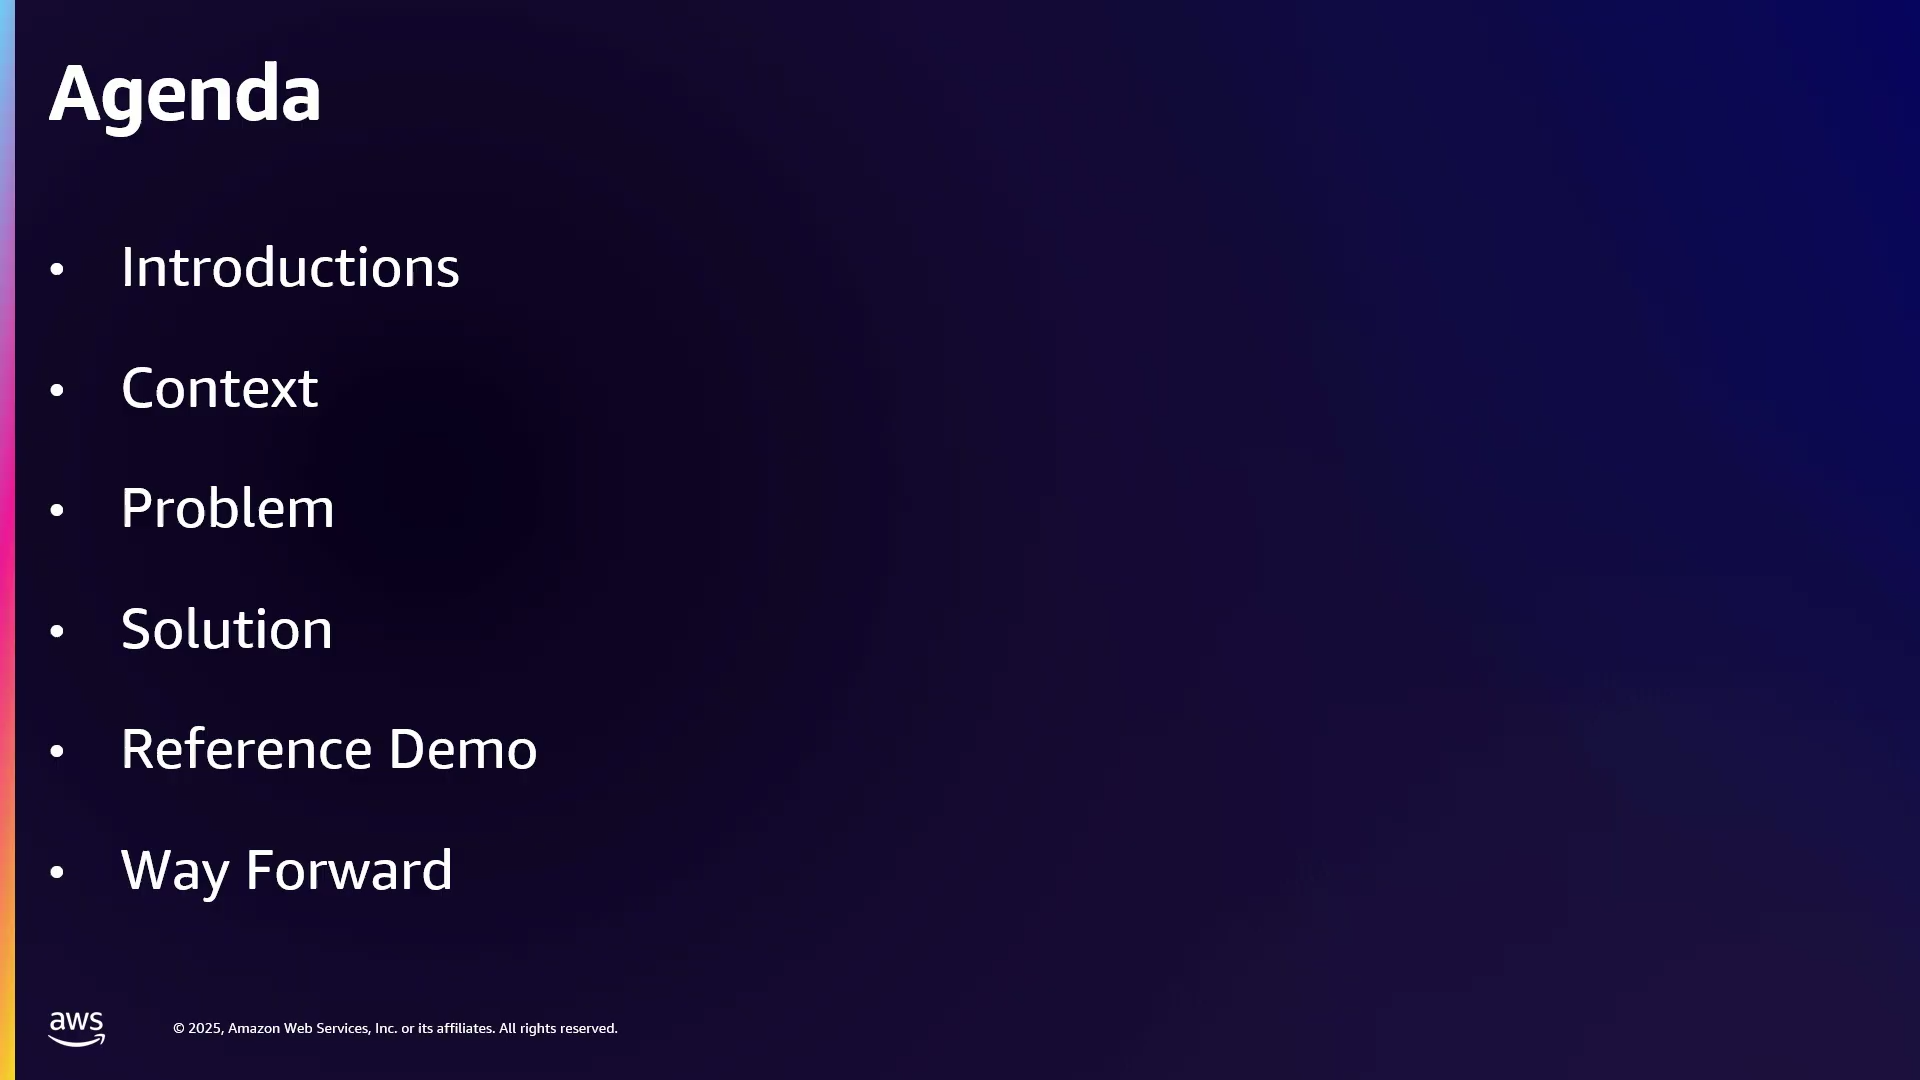 Agenda
• Introductions
• Context
• Problem
• Solution
• Reference Demo
• Way Forward
aws
© 2025, Amazon Web Services, Inc. or its affiliates. All rights reserved.